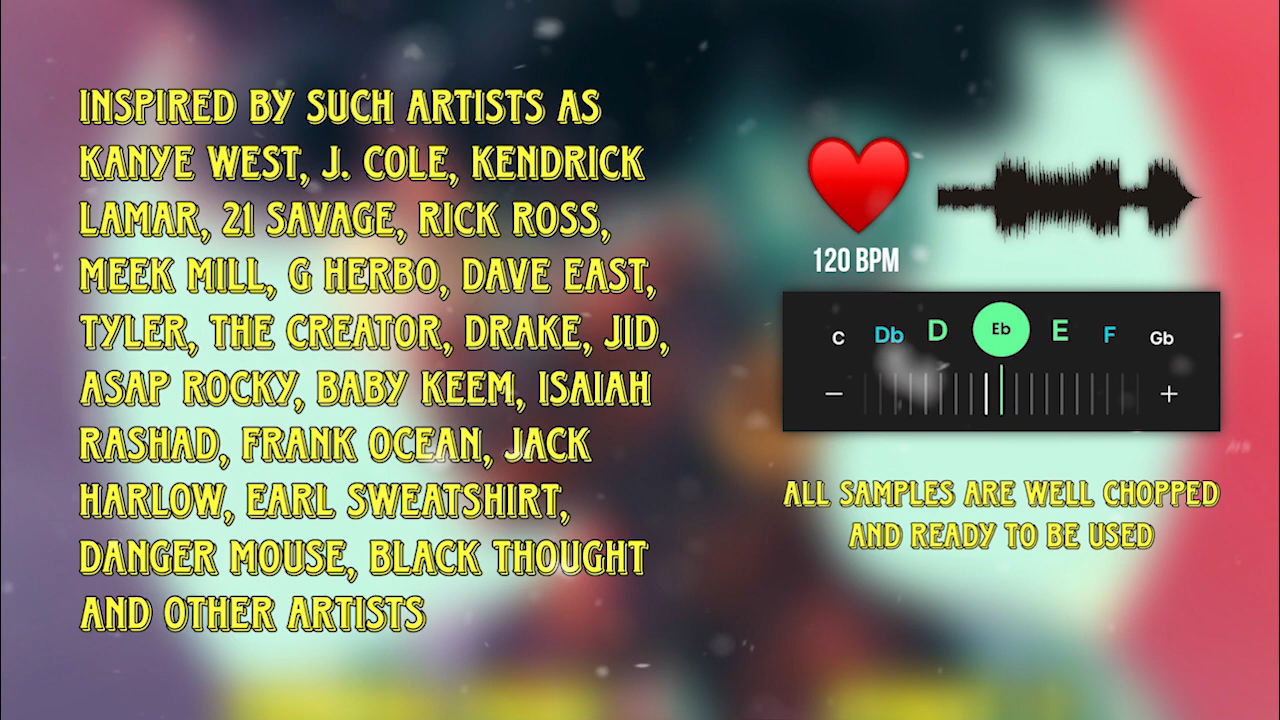 INSPIRED BY SUCH ARTISTS AS
KANYE WEST, J. COLE, KENDRICK
LAMAR, 21 SAVAGE, RICK ROSS,
MEEK MILL, G HERBO, DAVE EAST,
TYLER, THE CREATOR, DRAKE, JID,
ASAP ROCKY, BABY KEEM, ISAIAH
RASHAD, FRANK OCEAN, JACK
HARLOW, EARL SWEATSHIRT,
DANGER MOUSE, BLACK THOUGHT
AND OTHER ARTISTS
120 BPM
C Db D Eb E F Gb
− +
ALL SAMPLES ARE WELL CHOPPED
AND READY TO BE USED